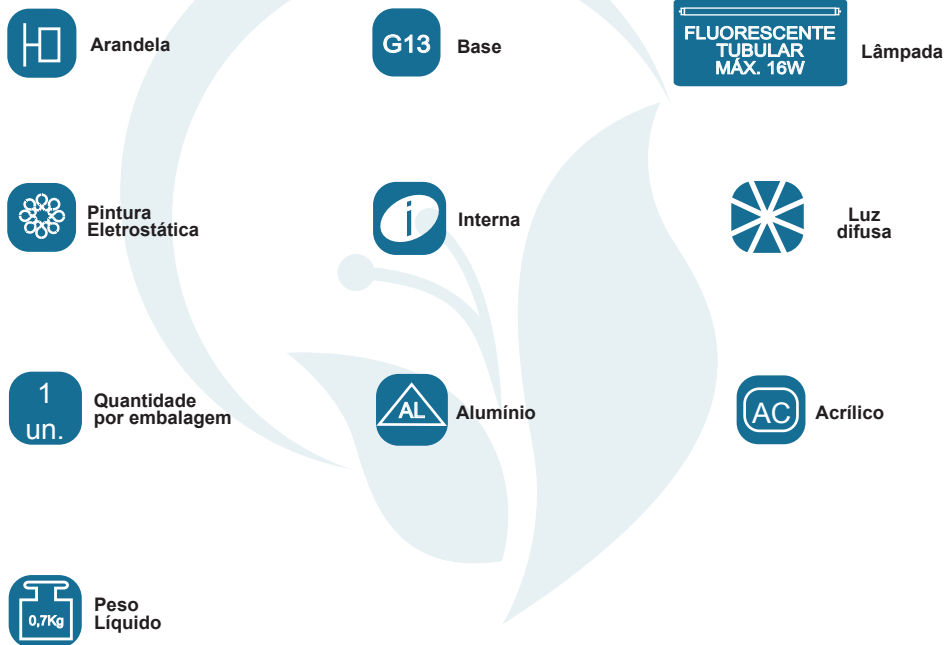 Arandela
G13
Base
FLUORESCENTE
TUBULAR
MÁX. 16W
Lâmpada
Pintura
Eletrostática
i
Interna
Luz
difusa
1
un.
Quantidade
por embalagem
AL
Alumínio
AC
Acrílico
0,7Kg
Peso
Líquido